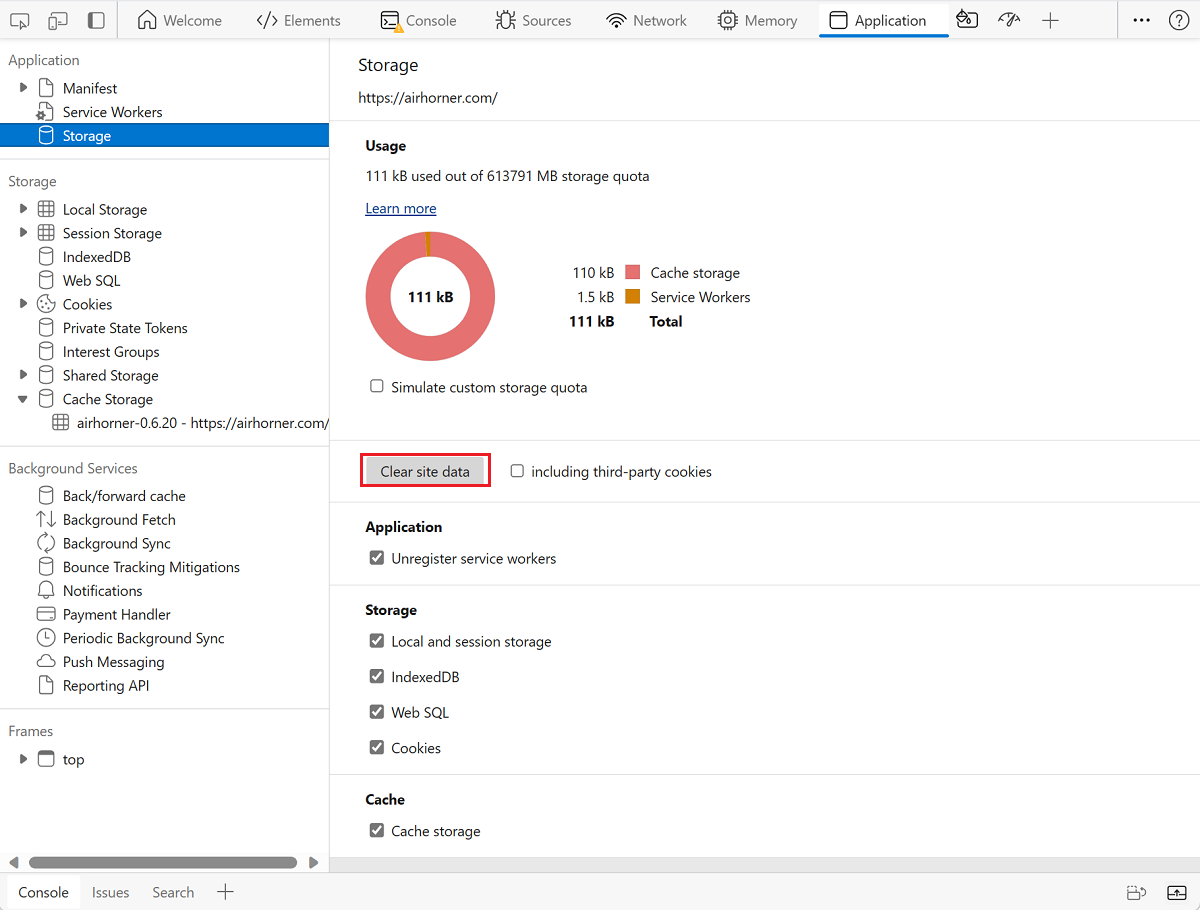 Welcome Elements Console Sources Network Memory Application
Application
Manifest
Service Workers
Storage
Storage
Local Storage
Session Storage
IndexedDB
Web SQL
Cookies
Private State Tokens
Interest Groups
Shared Storage
Cache Storage
airhorner-0.6.20 - https://airhorner.com/
Background Services
Back/forward cache
Background Fetch
Background Sync
Bounce Tracking Mitigations
Notifications
Payment Handler
Periodic Background Sync
Push Messaging
Reporting API
Frames
top
Storage
https://airhorner.com/
Usage
111 kB used out of 613791 MB storage quota
Learn more
111 kB
110 kB Cache storage
1.5 kB Service Workers
111 kB Total
Simulate custom storage quota
Clear site data including third-party cookies
Application
Unregister service workers
Storage
Local and session storage
IndexedDB
Web SQL
Cookies
Cache
Cache storage
Console Issues Search